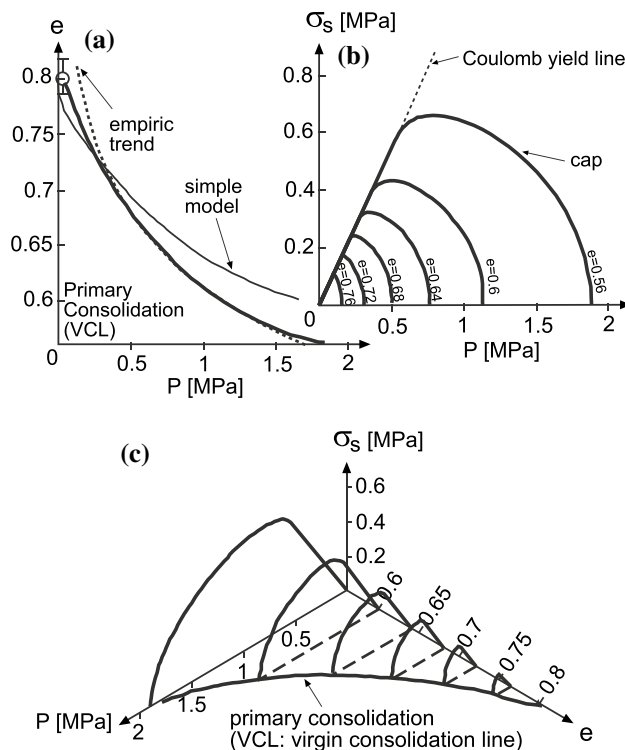 e
(a)
0.8
0.75
0.7
0.65
0.6
empiric
trend
simple
model
Primary
Consolidation
(VCL)
0
0.5
1
1.5
2
P [MPa]
σs [MPa]
(b)
0.8
0.6
0.4
0.2
Coulomb yield line
cap
e=0.76
e=0.72
e=0.68
e=0.64
e=0.6
e=0.56
0
0.5
1
1.5
2
P [MPa]
(c)
σs [MPa]
0.6
0.4
0.2
0.6
0.65
0.7
0.75
0.8
e
0.5
1
1.5
2
P [MPa]
primary consolidation
(VCL: virgin consolidation line)